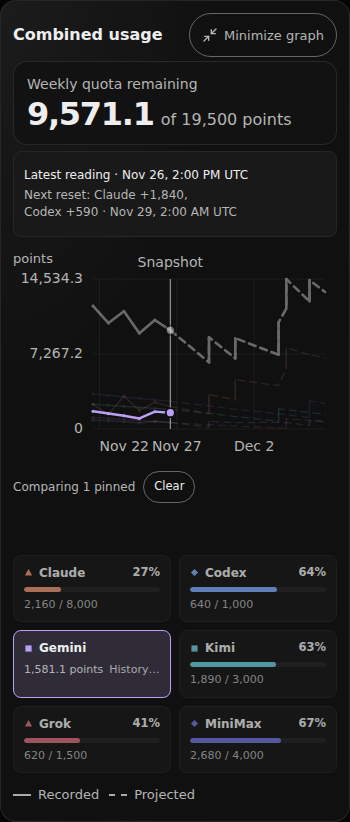 Combined usage
Minimize graph
Weekly quota remaining
9,571.1 of 19,500 points
Latest reading · Nov 26, 2:00 PM UTC
Next reset: Claude +1,840,
Codex +590 · Nov 29, 2:00 AM UTC
points
Snapshot
14,534.3
7,267.2
0
Nov 22 Nov 27 Dec 2
Comparing 1 pinned Clear
Claude 27%
2,160 / 8,000
Codex 64%
640 / 1,000
Gemini
1,581.1 points History…
Kimi 63%
1,890 / 3,000
Grok 41%
620 / 1,500
MiniMax 67%
2,680 / 4,000
Recorded Projected